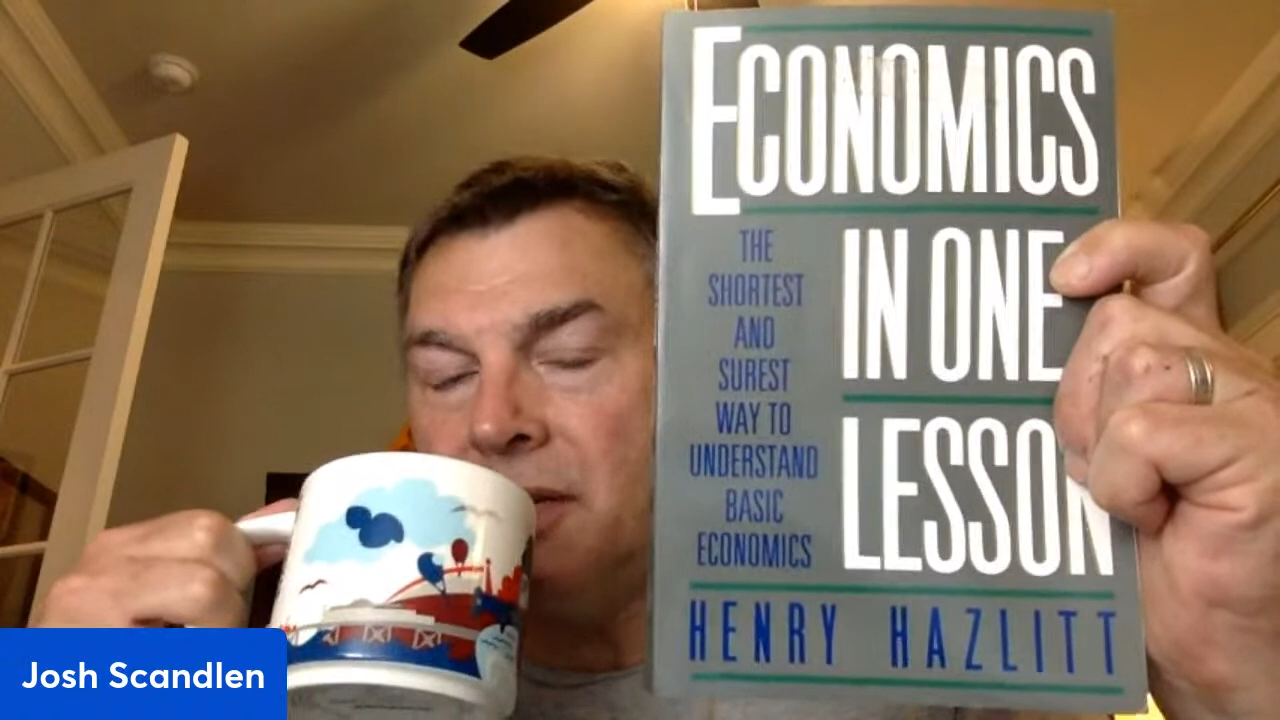 ECONOMICS
IN ONE
LESSON
THE
SHORTEST
AND
SUREST
WAY TO
UNDERSTAND
BASIC
ECONOMICS
HENRY HAZLITT
Josh Scandlen